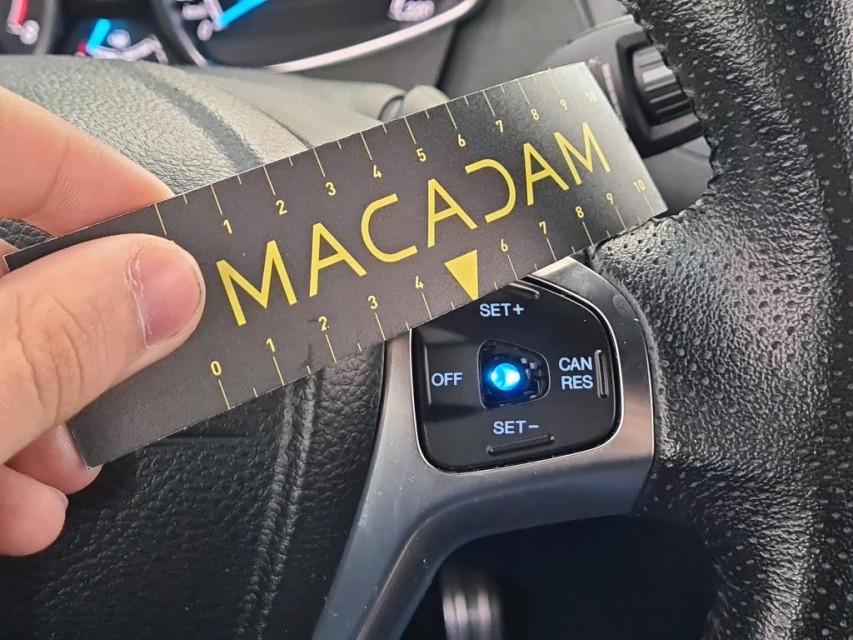 1 2 3 4 5 6 7 8 9 10
MACADAM
0 1 2 3 4 6 7 8 9 10
SET+
OFF
CAN
RES
SET-